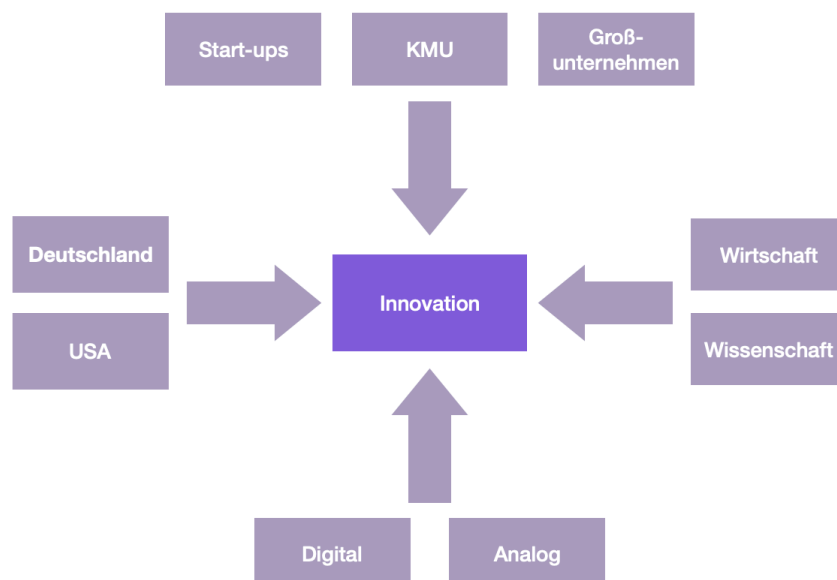 Start-ups
KMU
Groß-
unternehmen
Deutschland
Wirtschaft
Innovation
USA
Wissenschaft
Digital
Analog